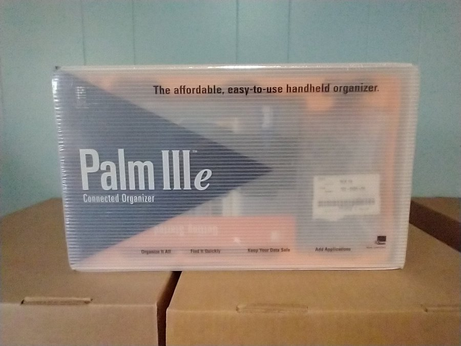 The affordable, easy-to-use handheld organizer.
Palm IIIe™
Connected Organizer
Organize It All
Find It Quickly
Keep Your Data Safe
Add Applications